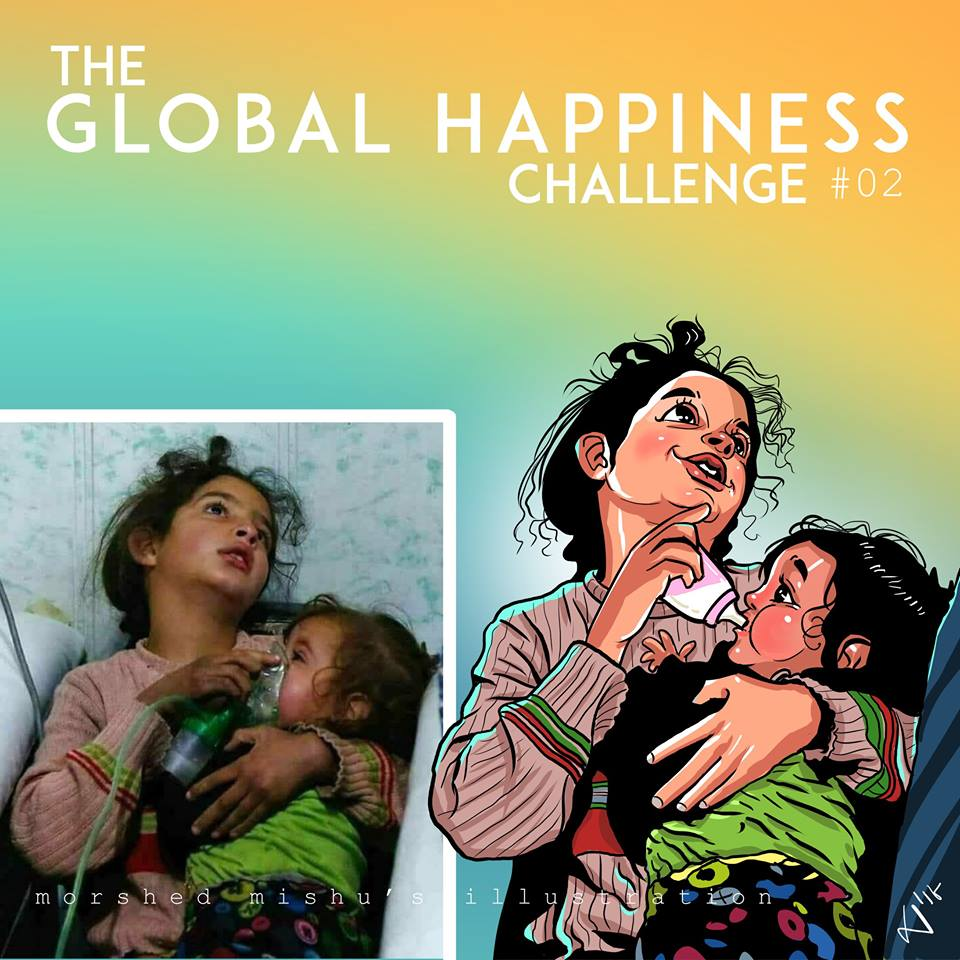 THE
GLOBAL HAPPINESS
CHALLENGE #02
morshed mishu's illustration